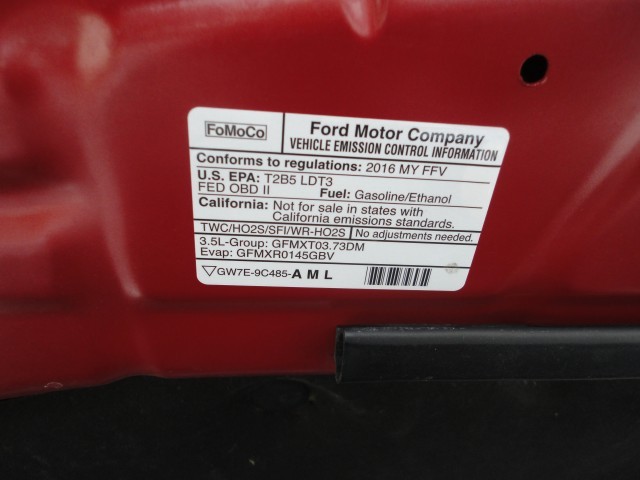 FoMoCo
Ford Motor Company
VEHICLE EMISSION CONTROL INFORMATION
Conforms to regulations: 2016 MY FFV
U.S. EPA: T2B5 LDT3
FED OBD II Fuel: Gasoline/Ethanol
California: Not for sale in states with
California emissions standards.
TWC/HO2S/SFI/WR-HO2S No adjustments needed.
3.5L-Group: GFMXT03.73DM
Evap: GFMXR0145GBV
GW7E-9C485-A M L